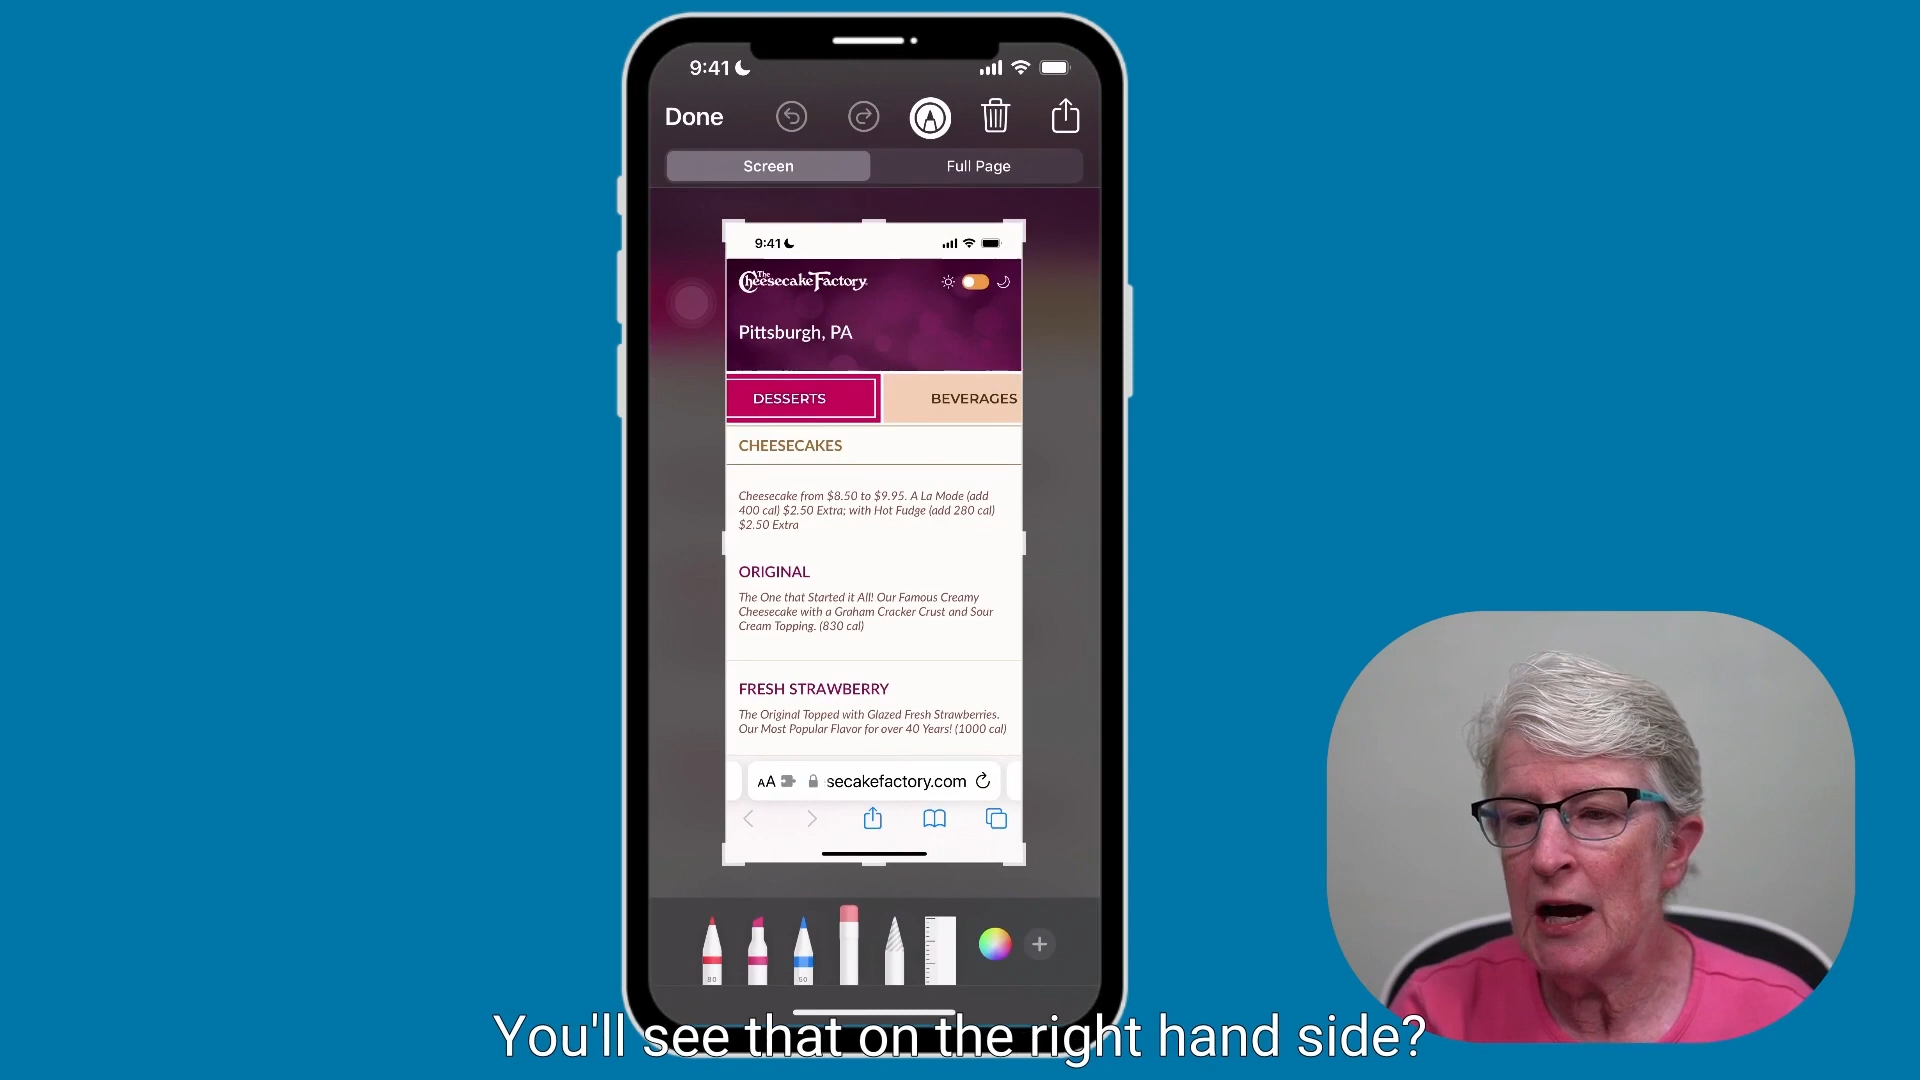 9:41
Done
Screen
Full Page
9:41
The Cheesecake Factory
Pittsburgh, PA
DESSERTS
BEVERAGES
CHEESECAKES
Cheesecake from $8.50 to $9.95. A La Mode (add
400 cal) $2.50 Extra; with Hot Fudge (add 280 cal)
$2.50 Extra
ORIGINAL
The One that Started it All! Our Famous Creamy
Cheesecake with a Graham Cracker Crust and Sour
Cream Topping. (830 cal)
FRESH STRAWBERRY
The Original Topped with Glazed Fresh Strawberries.
Our Most Popular Flavor for over 40 Years! (1000 cal)
AA secakefactory.com
80
50
You'll see that on the right hand side?